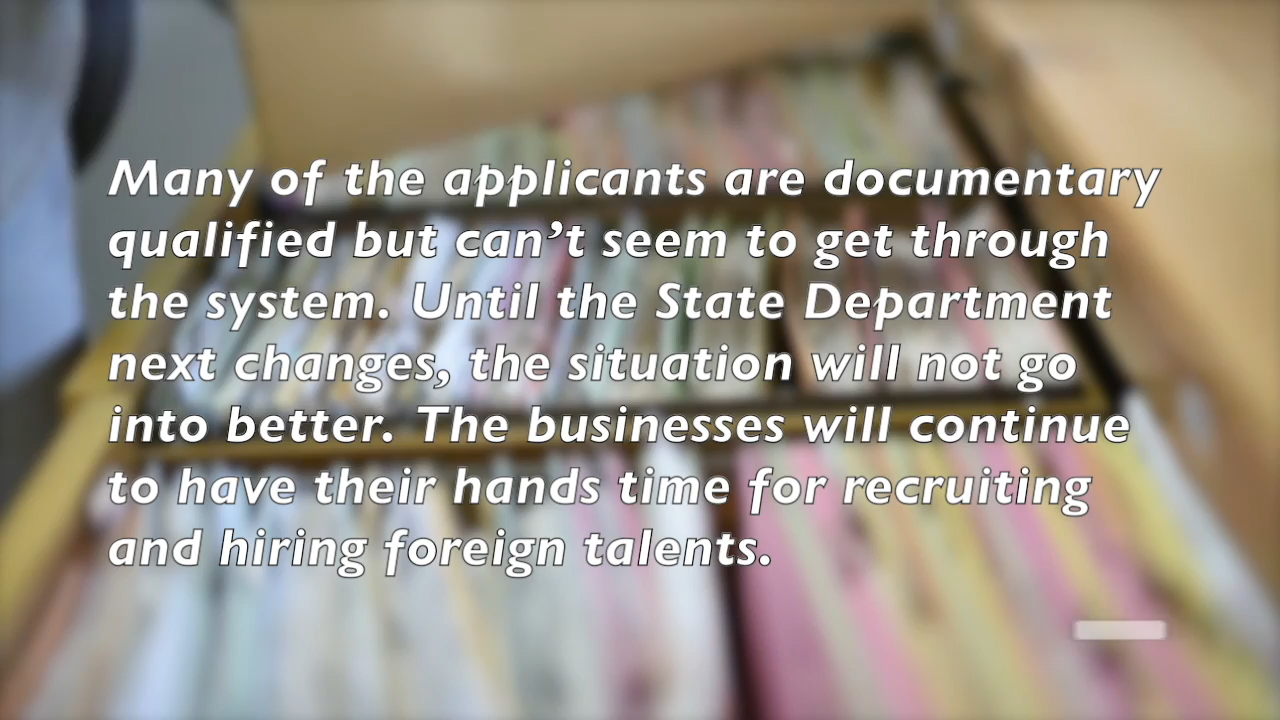 Many of the applicants are documentary
qualified but can’t seem to get through
the system. Until the State Department
next changes, the situation will not go
into better. The businesses will continue
to have their hands time for recruiting
and hiring foreign talents.